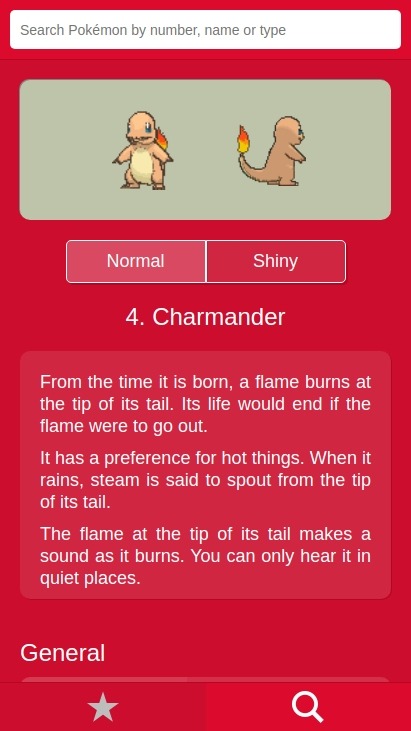 Search Pokémon by number, name or type
Normal
Shiny
4. Charmander
From the time it is born, a flame burns at
the tip of its tail. Its life would end if the
flame were to go out.
It has a preference for hot things. When it
rains, steam is said to spout from the tip
of its tail.
The flame at the tip of its tail makes a
sound as it burns. You can only hear it in
quiet places.
General